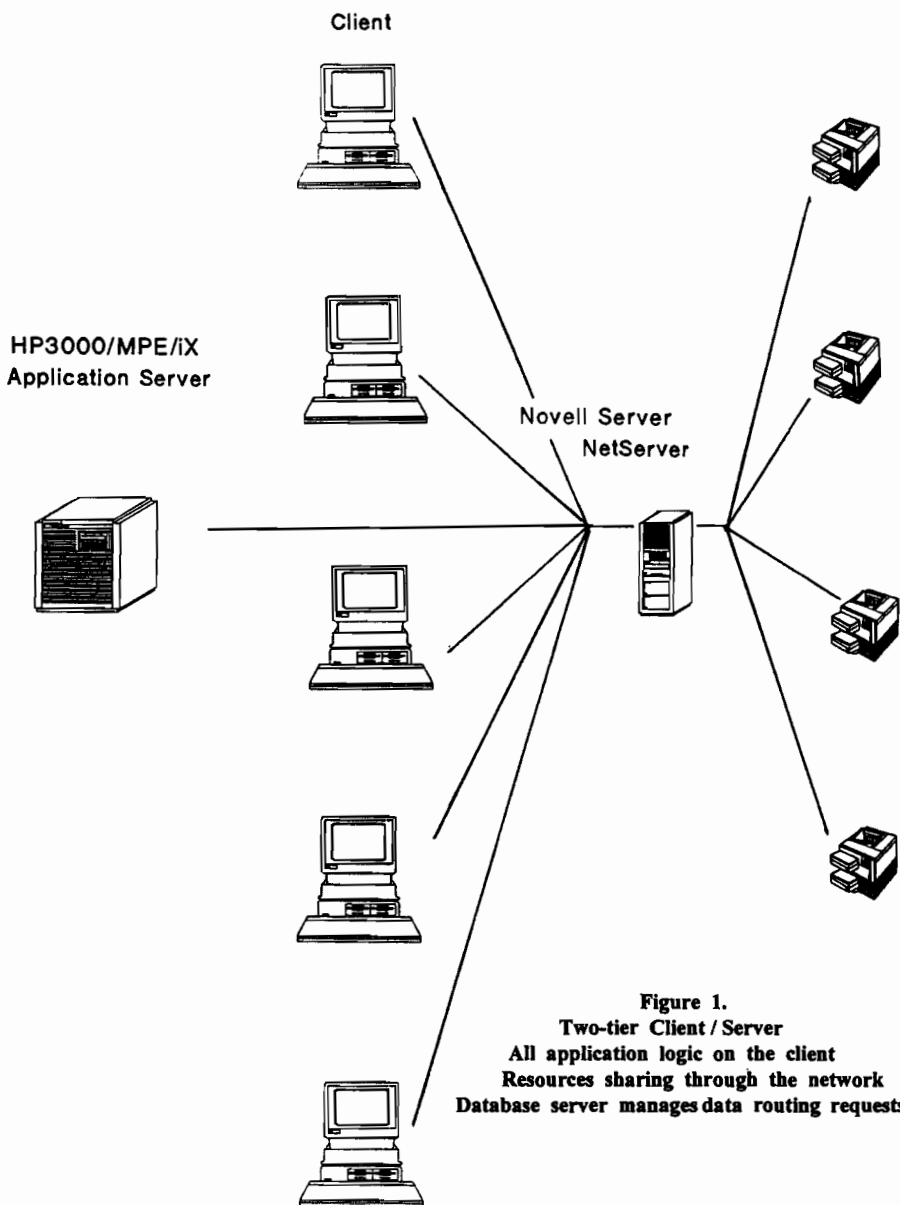 Client
HP3000/MPE/iX
Application Server
Novell Server
NetServer
Figure 1.
Two-tier Client / Server
All application logic on the client
Resources sharing through the network
Database server manages data routing requests